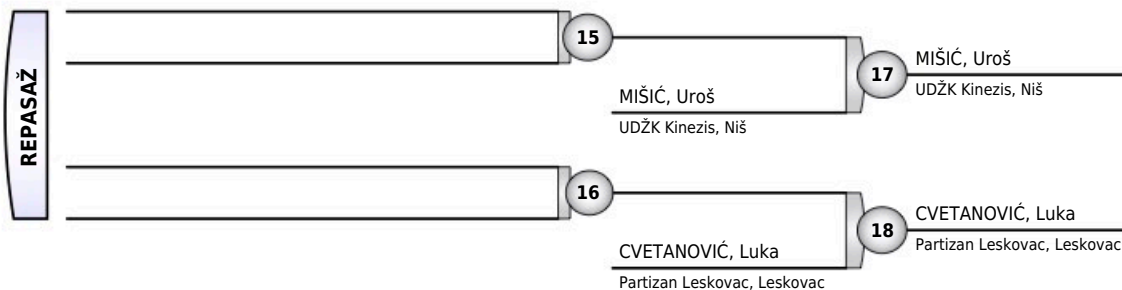 REPASAŽ
15
MIŠIĆ, Uroš
UDŽK Kinezis, Niš
17
MIŠIĆ, Uroš
UDŽK Kinezis, Niš
16
CVETANOVIĆ, Luka
Partizan Leskovac, Leskovac
18
CVETANOVIĆ, Luka
Partizan Leskovac, Leskovac